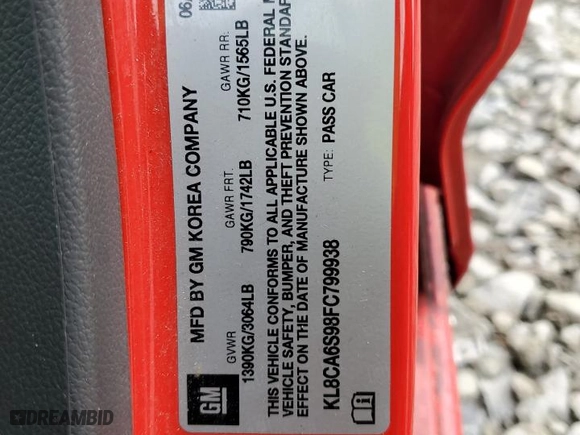 06
MFD BY GM KOREA COMPANY
GVWR GAWR FRT. GAWR RR.
1390KG/3064LB 790KG/1742LB 710KG/1565LB
THIS VEHICLE CONFORMS TO ALL APPLICABLE U.S. FEDERAL
VEHICLE SAFETY, BUMPER, AND THEFT PREVENTION STANDAR
EFFECT ON THE DATE OF MANUFACTURE SHOWN ABOVE.
TYPE: PASS CAR
KL8CA6S98FC799938
GM
DREAMBID